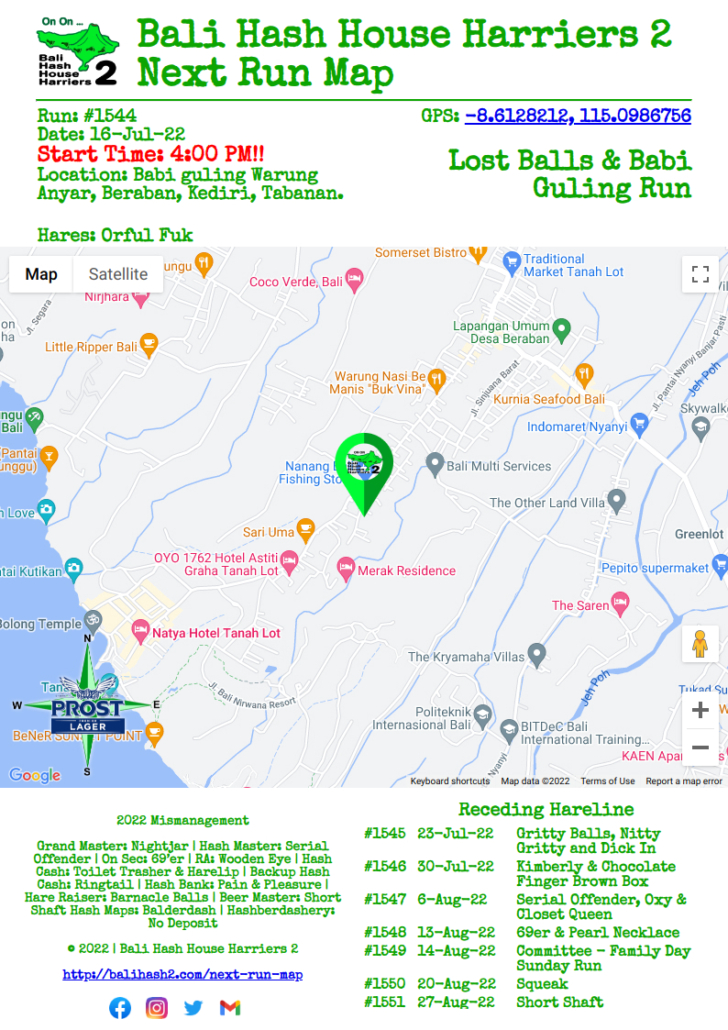 On On ...
Bali
Hash
House
Harriers 2
Bali Hash House Harriers 2
Next Run Map
Run: #1544
Date: 16-Jul-22
Start Time: 4:00 PM!!
Location: Babi guling Warung
Anyar, Beraban, Kediri, Tabanan.
Hares: Orful Fuk
GPS: -8.6128212, 115.0986756
Lost Balls & Babi
Guling Run
Map
Satellite
ungu
Nirjhara
Jl. Segara
Coco Verde, Bali
Somerset Bistro
Traditional
Market Tanah Lot
Little Ripper Bali
Lapangan Umum
Desa Beraban
Warung Nasi Be
Manis "Buk Vina"
Jl. Sinjuana Barat
Kurnia Seafood Bali
Jl. Pantai Nyanyi Banjar Pasti
Jeh Poh
Skywalk
ngu
Bali
Indomaret Nyanyi
Pantai
unggu)
Nanang
Fishing Sto
2
Bali Multi Services
The Other Land Villa
n Love
Sari Uma
Greenlot
OYO 1762 Hotel Astiti
Graha Tanah Lot
Merak Residence
Pepito supermaket
tai Kutikan
The Saren
Bolong Temple
Natya Hotel Tanah Lot
The Kryamaha Villas
N
W
E
S
PROST
LAGER
Tan
BeNeR SUN T POINT
Jl. Bali Nirwana Resort
Jeh Poh
Tukad Su
Politeknik
Internasional Bali
BITDeC Bali
International Training...
Nyanyi
KAEN Apar
Google
Keyboard shortcuts
Map data ©2022
Terms of Use
Report a map error
2022 Mismanagement
Grand Master: Nightjar | Hash Master: Serial
Offender | On Sec: 69'er | RA: Wooden Eye | Hash
Cash: Toilet Trasher & Harelip | Backup Hash
Cash: Ringtail | Hash Bank: Pain & Pleasure |
Hare Raiser: Barnacle Balls | Beer Master: Short
Shaft Hash Maps: Balderdash | Hashberdashery:
No Deposit
© 2022 | Bali Hash House Harriers 2
http://balihash2.com/next-run-map
Receding Hareline
#1545 23-Jul-22 Gritty Balls, Nitty
Gritty and Dick In
#1546 30-Jul-22 Kimberly & Chocolate
Finger Brown Box
#1547 6-Aug-22 Serial Offender, Oxy &
Closet Queen
#1548 13-Aug-22 69er & Pearl Necklace
#1549 14-Aug-22 Committee - Family Day
Sunday Run
#1550 20-Aug-22 Squeak
#1551 27-Aug-22 Short Shaft